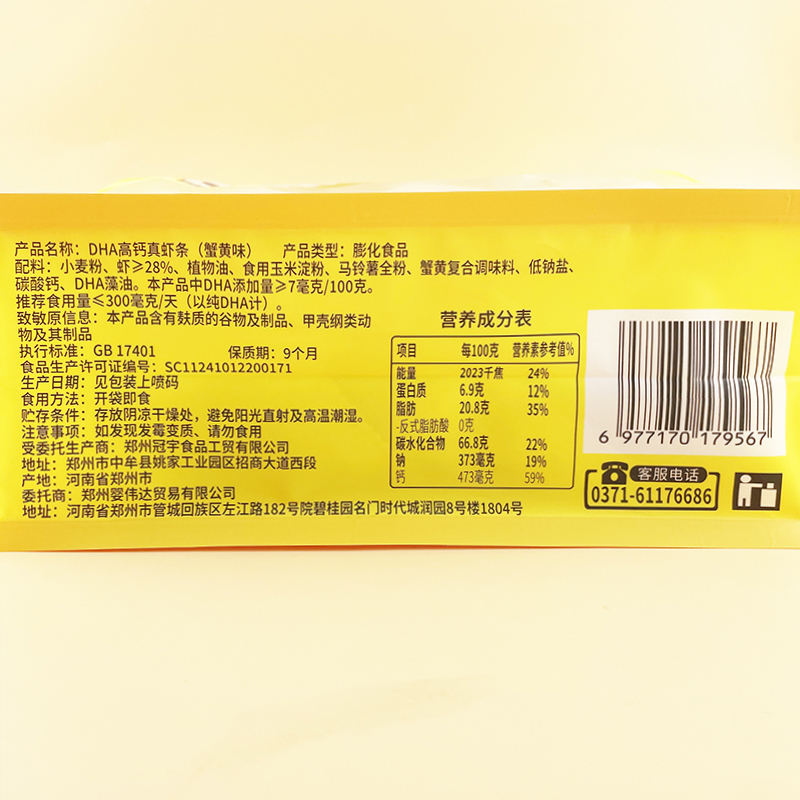 产品名称：DHA高钙真虾条（蟹黄味） 产品类型：膨化食品
配料：小麦粉、虾≥28%、植物油、食用玉米淀粉、马铃薯全粉、蟹黄复合调味料、低钠盐、
碳酸钙、DHA藻油。本产品中DHA添加量≥7毫克/100克。
推荐食用量≤300毫克/天（以纯DHA计）。
致敏原信息：本产品含有麸质的谷物及制品、甲壳纲类动
物及其制品
执行标准：GB 17401 保质期：9个月
食品生产许可证编号：SC11241012200171
生产日期：见包装上喷码
食用方法：开袋即食
贮存条件：存放阴凉干燥处，避免阳光直射及高温潮湿。
注意事项：如发现发霉变质、请勿食用
受委托生产商：郑州冠宇食品工贸有限公司
地址：郑州市中牟县姚家工业园区招商大道西段
产地：河南省郑州市
委托商：郑州婴伟达贸易有限公司
地址：河南省郑州市管城回族区左江路182号院碧桂园名门时代城润园8号楼1804号
营养成分表
项目 每100克 营养素参考值%
能量 2023千焦 24%
蛋白质 6.9克 12%
脂肪 20.8克 35%
-反式脂肪酸 0克
碳水化合物 66.8克 22%
钠 373毫克 19%
钙 473毫克 59%
6 977170 179567
客服电话
0371-61176686